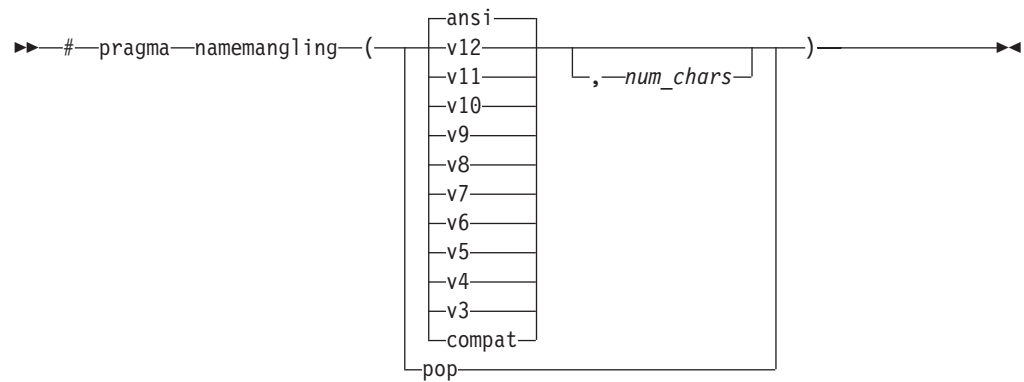 ansi
# pragma namemangling ( v12 )
v11 , num_chars
v10
v9
v8
v7
v6
v5
v4
v3
compat
pop